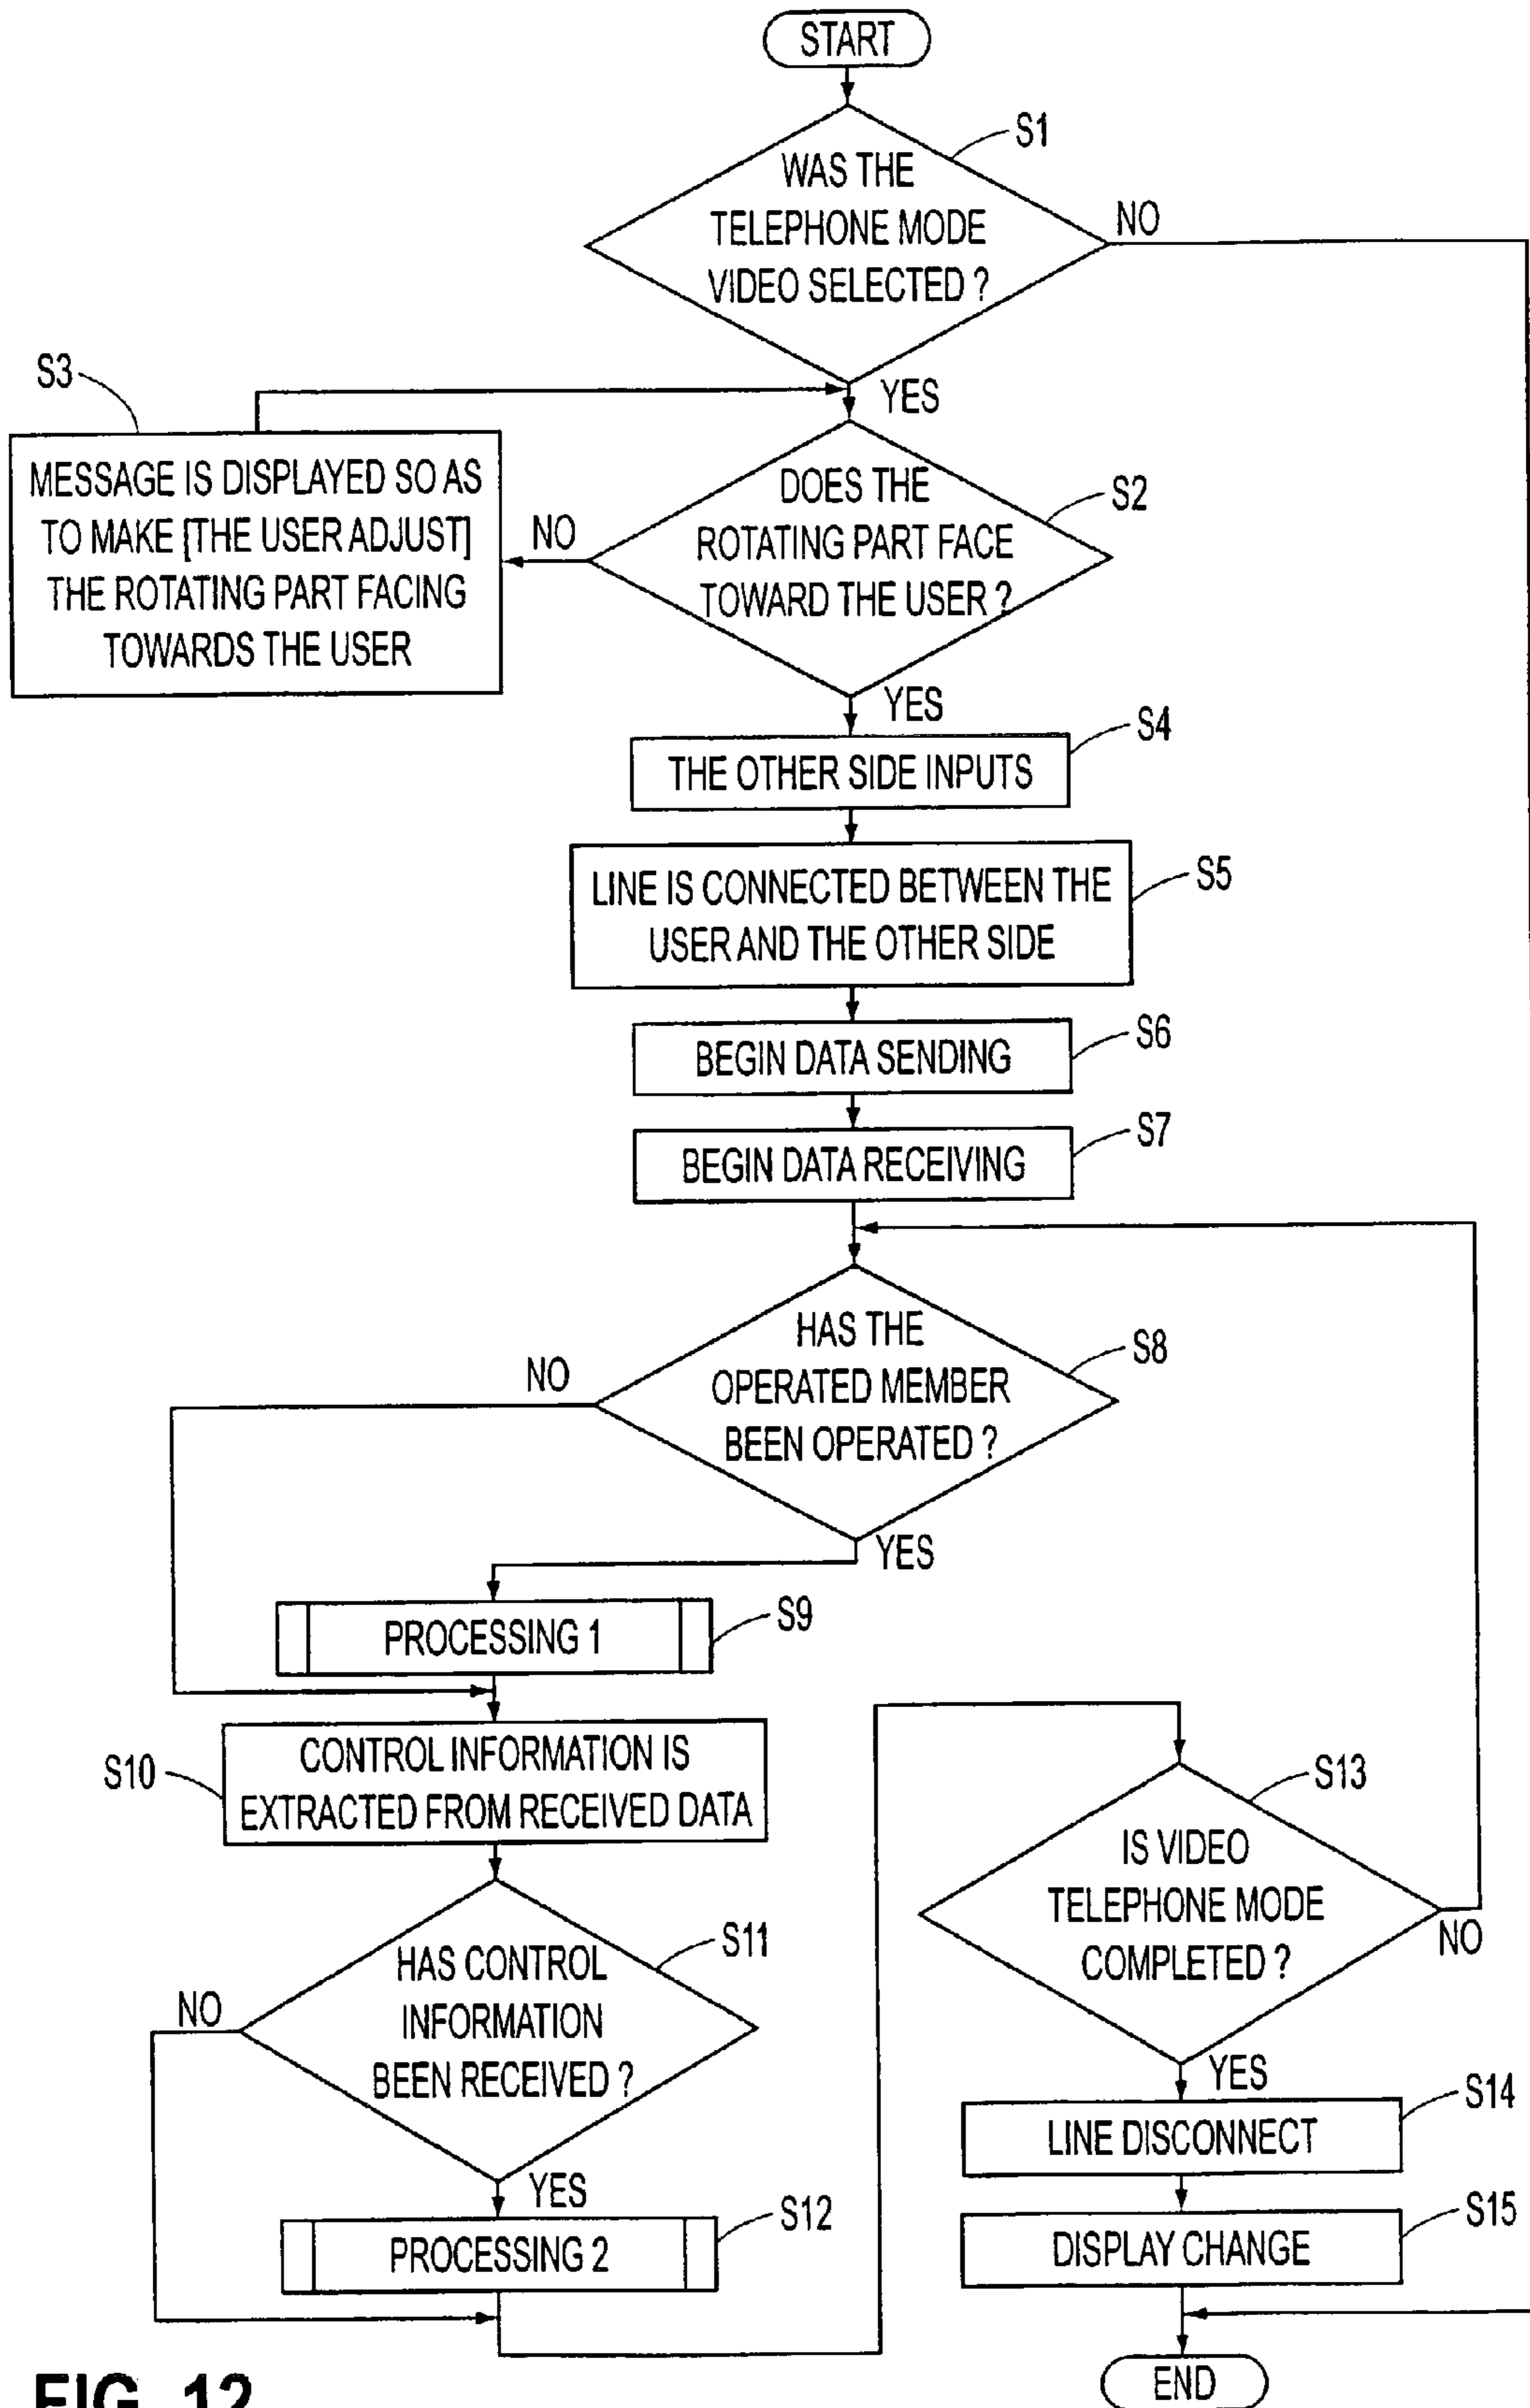 START
S1
WAS THE
TELEPHONE MODE
VIDEO SELECTED ?
NO
YES
S3
MESSAGE IS DISPLAYED SO AS
TO MAKE [THE USER ADJUST]
THE ROTATING PART FACING
TOWARDS THE USER
NO
S2
DOES THE
ROTATING PART FACE
TOWARD THE USER ?
YES
S4
THE OTHER SIDE INPUTS
S5
LINE IS CONNECTED BETWEEN THE
USER AND THE OTHER SIDE
S6
BEGIN DATA SENDING
S7
BEGIN DATA RECEIVING
S8
HAS THE
OPERATED MEMBER
BEEN OPERATED ?
NO
YES
S9
PROCESSING 1
S10
CONTROL INFORMATION IS
EXTRACTED FROM RECEIVED DATA
S11
HAS CONTROL
INFORMATION
BEEN RECEIVED ?
NO
YES
S12
PROCESSING 2
S13
IS VIDEO
TELEPHONE MODE
COMPLETED ?
NO
YES
S14
LINE DISCONNECT
S15
DISPLAY CHANGE
END
FIG. 12